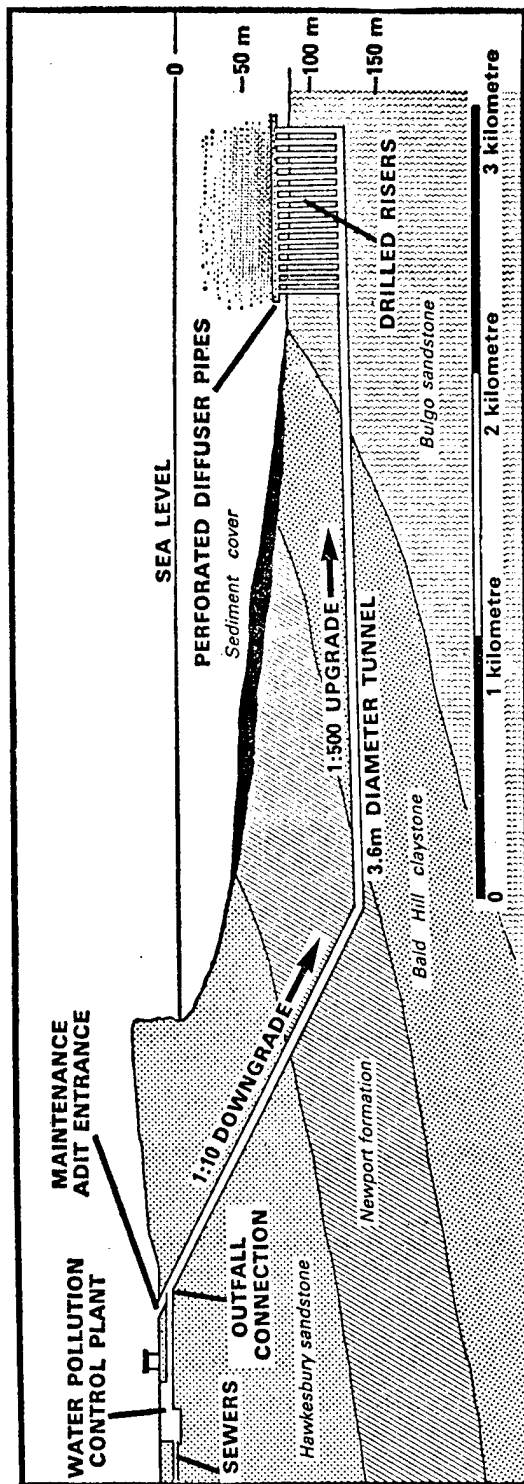 WATER POLLUTION
CONTROL PLANT
MAINTENANCE
ADIT ENTRANCE
SEWERS
OUTFALL
CONNECTION
Hawkesbury sandstone
1:10 DOWNGRADE
Newport formation
SEA LEVEL
PERFORATED DIFFUSER PIPES
Sediment cover
1:500 UPGRADE
3.6m DIAMETER TUNNEL
Bald Hill claystone
DRILLED RISERS
Bulgo sandstone
0
—50 m
—100 m
—150 m
0
1 kilometre
2 kilometre
3 kilometre